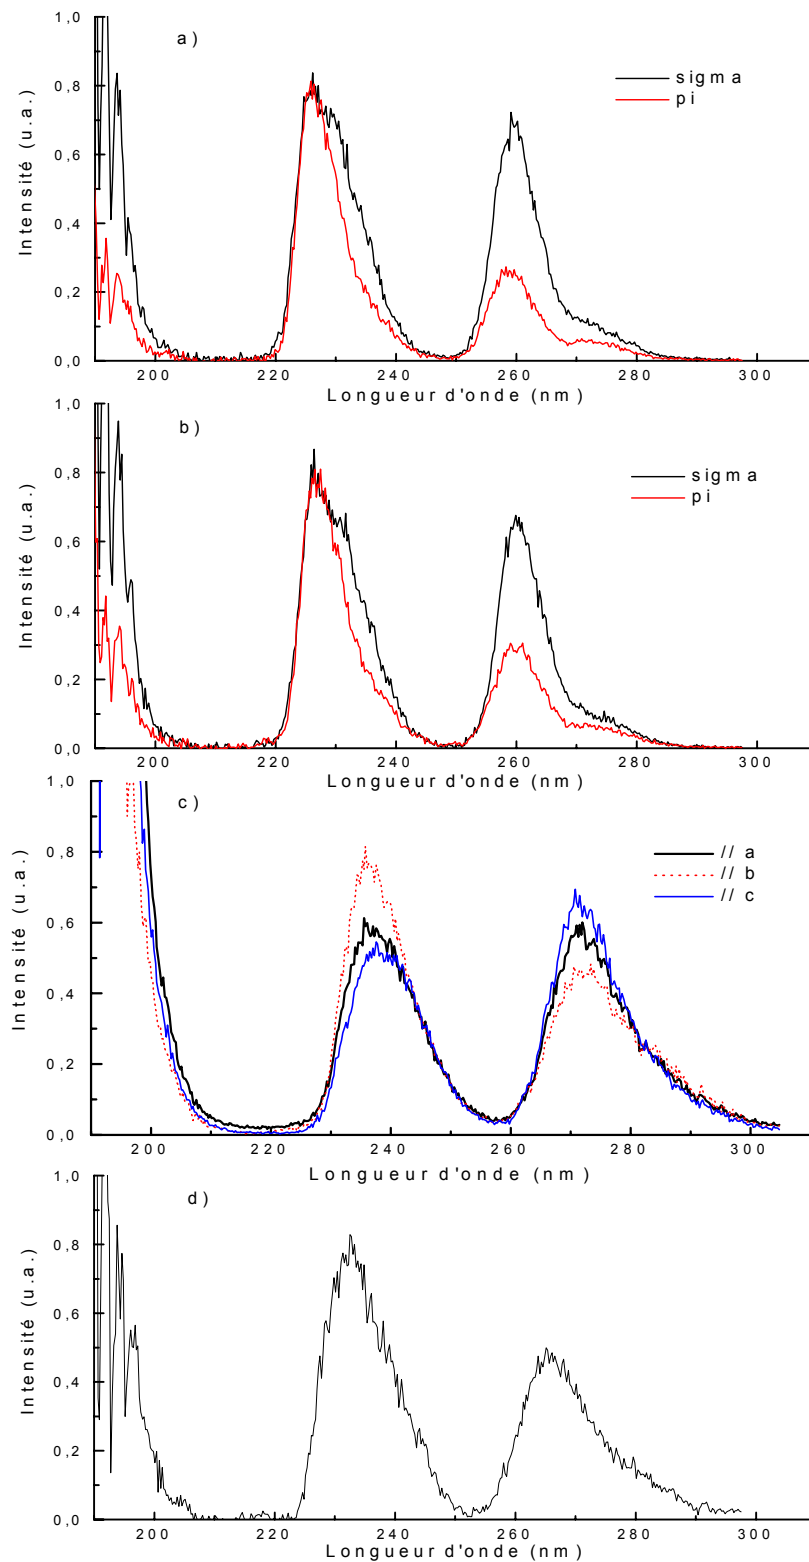 1,0
a)
0,8
sigma
pi
0,6
0,4
0,2
0,0
Intensité (u.a.)
200 220 240 260 280 300
Longueur d'onde (nm)
1,0
b)
0,8
sigma
pi
0,6
0,4
0,2
0,0
Intensité (u.a.)
200 220 240 260 280 300
Longueur d'onde (nm)
1,0
c)
0,8
// a
// b
// c
0,6
0,4
0,2
0,0
Intensité (u.a.)
200 220 240 260 280 300
Longueur d'onde (nm)
1,0
d)
0,8
0,6
0,4
0,2
0,0
Intensité (u.a.)
200 220 240 260 280 300
Longueur d'onde (nm)